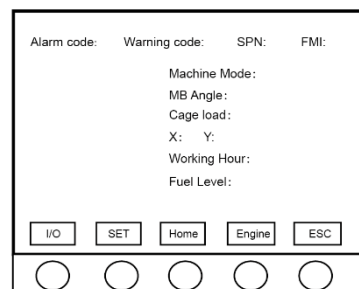 Alarm code: Warning code: SPN: FMI:
Machine Mode:
MB Angle:
Cage load:
X: Y:
Working Hour:
Fuel Level:
I/O SET Home Engine ESC